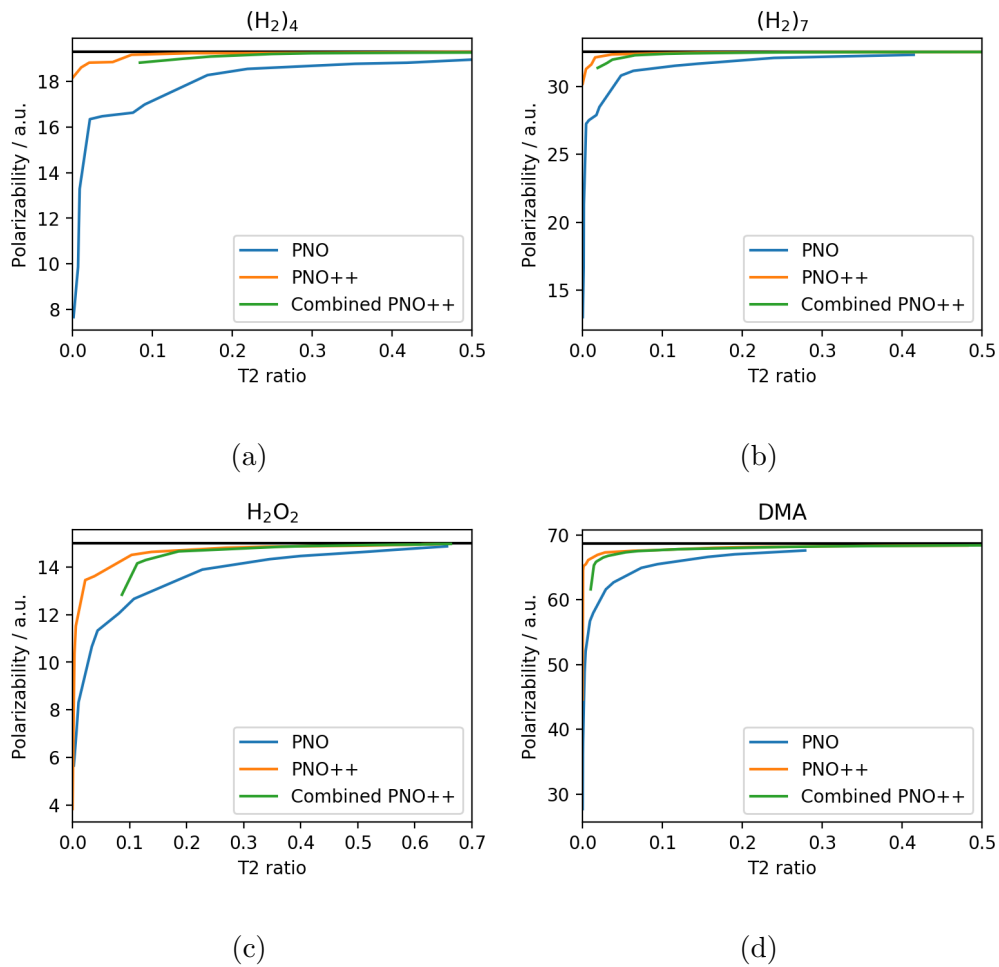 (H₂)₄
Polarizability / a.u.
18
16
14
12
10
8
PNO
PNO++
Combined PNO++
0.0 0.1 0.2 0.3 0.4 0.5
T2 ratio
(a)
(H₂)₇
Polarizability / a.u.
30
25
20
15
PNO
PNO++
Combined PNO++
0.0 0.1 0.2 0.3 0.4 0.5
T2 ratio
(b)
H₂O₂
Polarizability / a.u.
14
12
10
8
6
4
PNO
PNO++
Combined PNO++
0.0 0.1 0.2 0.3 0.4 0.5 0.6 0.7
T2 ratio
(c)
DMA
Polarizability / a.u.
70
60
50
40
30
PNO
PNO++
Combined PNO++
0.0 0.1 0.2 0.3 0.4 0.5
T2 ratio
(d)